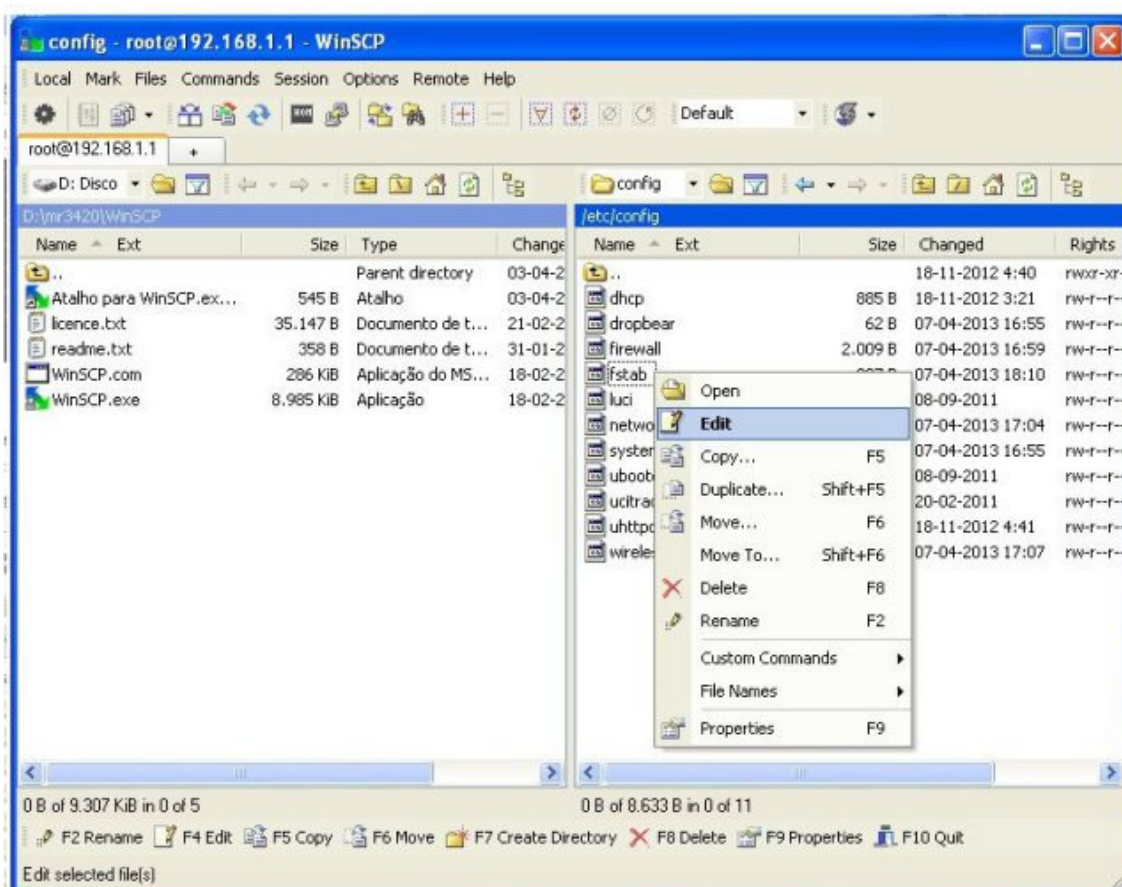 config - root@192.168.1.1 - WinSCP
Local Mark Files Commands Session Options Remote Help
Default
root@192.168.1.1 +
D: Disco config
D:\mr3420\WinSCP /etc/config
Name Ext Size Type Change Name Ext Size Changed Rights
.. Parent directory 03-04-2 .. 18-11-2012 4:40 rwxr-xr-
Atalho para WinSCP.ex... 545 B Atalho 03-04-2 dhcp 885 B 18-11-2012 3:21 rw-r--r--
licence.txt 35.147 B Documento de t... 21-02-2 dropbear 62 B 07-04-2013 16:55 rw-r--r--
readme.txt 358 B Documento de t... 31-01-2 firewall 2.009 B 07-04-2013 16:59 rw-r--r--
WinSCP.com 286 KiB Aplicação do MS... 18-02-2 fstab 07-04-2013 18:10 rw-r--r--
WinSCP.exe 8.985 KiB Aplicação 18-02-2 luci 08-09-2011 rw-r--r--
netwo 07-04-2013 17:04 rw-r--r--
system 07-04-2013 16:55 rw-r--r--
uboot 08-09-2011 rw-r--r--
ucitra 20-02-2011 rw-r--r--
uhttpd 18-11-2012 4:41 rw-r--r--
wirele 07-04-2013 17:07 rw-r--r--
Open
Edit
Copy... F5
Duplicate... Shift+F5
Move... F6
Move To... Shift+F6
Delete F8
Rename F2
Custom Commands
File Names
Properties F9
0 B of 9.307 KiB in 0 of 5 0 B of 8.633 B in 0 of 11
F2 Rename F4 Edit F5 Copy F6 Move F7 Create Directory F8 Delete F9 Properties F10 Quit
Edit selected file(s)